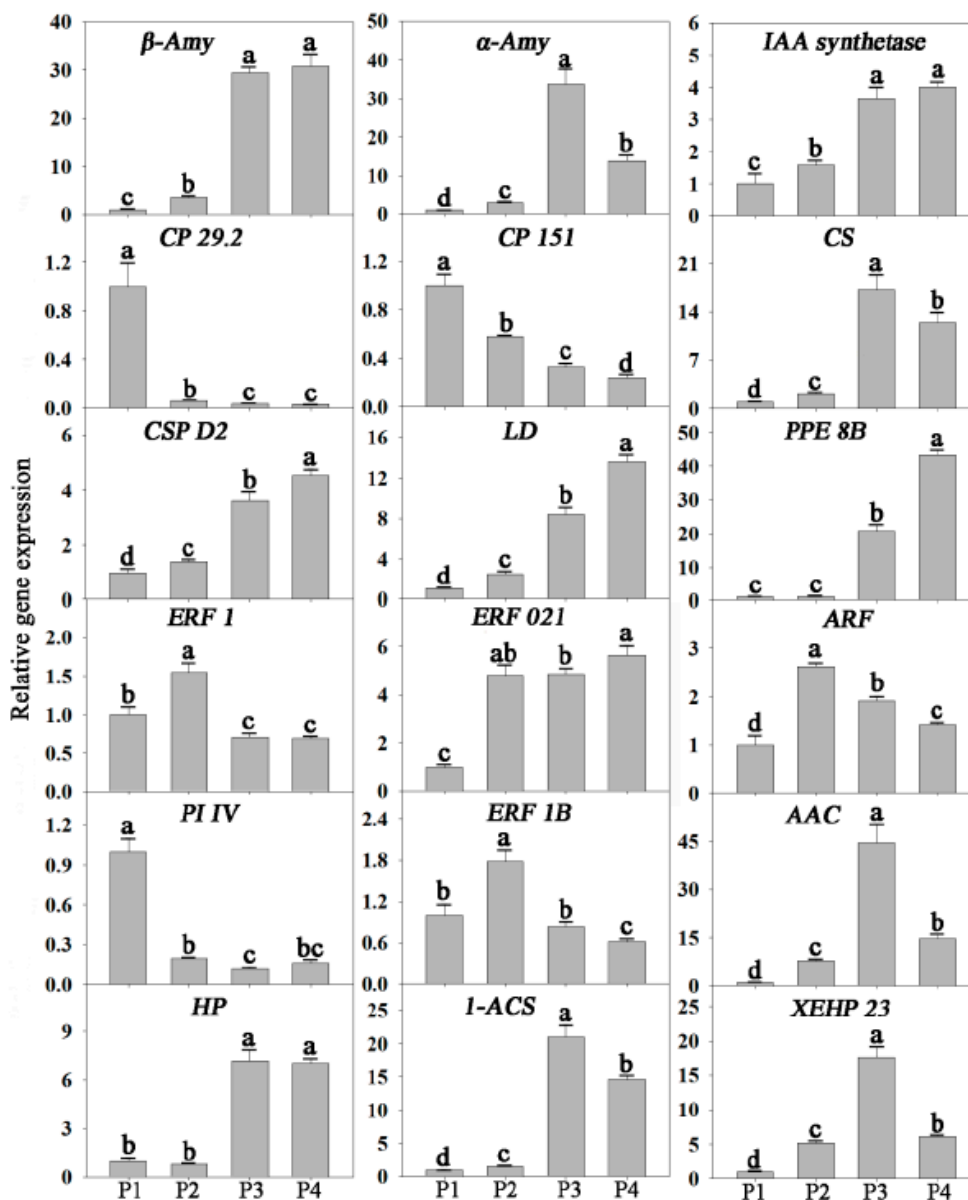 Relative gene expression
β-Amy
40
30
20
10
0
c
b
a
a
α-Amy
50
40
30
20
10
0
d
c
a
b
IAA synthetase
6
5
4
3
2
1
0
c
b
a
a
CP 29.2
1.2
0.8
0.4
0.0
a
b
c
c
CP 151
1.2
0.8
0.4
0.0
a
b
c
d
CS
21
14
7
0
d
c
a
b
CSP D2
6
4
2
0
d
c
b
a
LD
16
12
8
4
0
d
c
b
a
PPE 8B
50
40
30
20
10
0
c
c
b
a
ERF 1
2.0
1.5
1.0
0.5
0.0
b
a
c
c
ERF 021
6
4
2
0
c
ab
b
a
ARF
3
2
1
0
d
a
b
c
PI IV
1.2
0.9
0.6
0.3
0.0
a
b
c
bc
ERF 1B
2.4
1.8
1.2
0.6
0.0
b
a
b
c
AAC
45
30
15
0
d
c
a
b
HP
9
6
3
0
b
b
a
a
P1 P2 P3 P4
1-ACS
25
20
15
10
5
0
d
c
a
b
P1 P2 P3 P4
XEHP 23
25
20
15
10
5
0
d
c
a
b
P1 P2 P3 P4